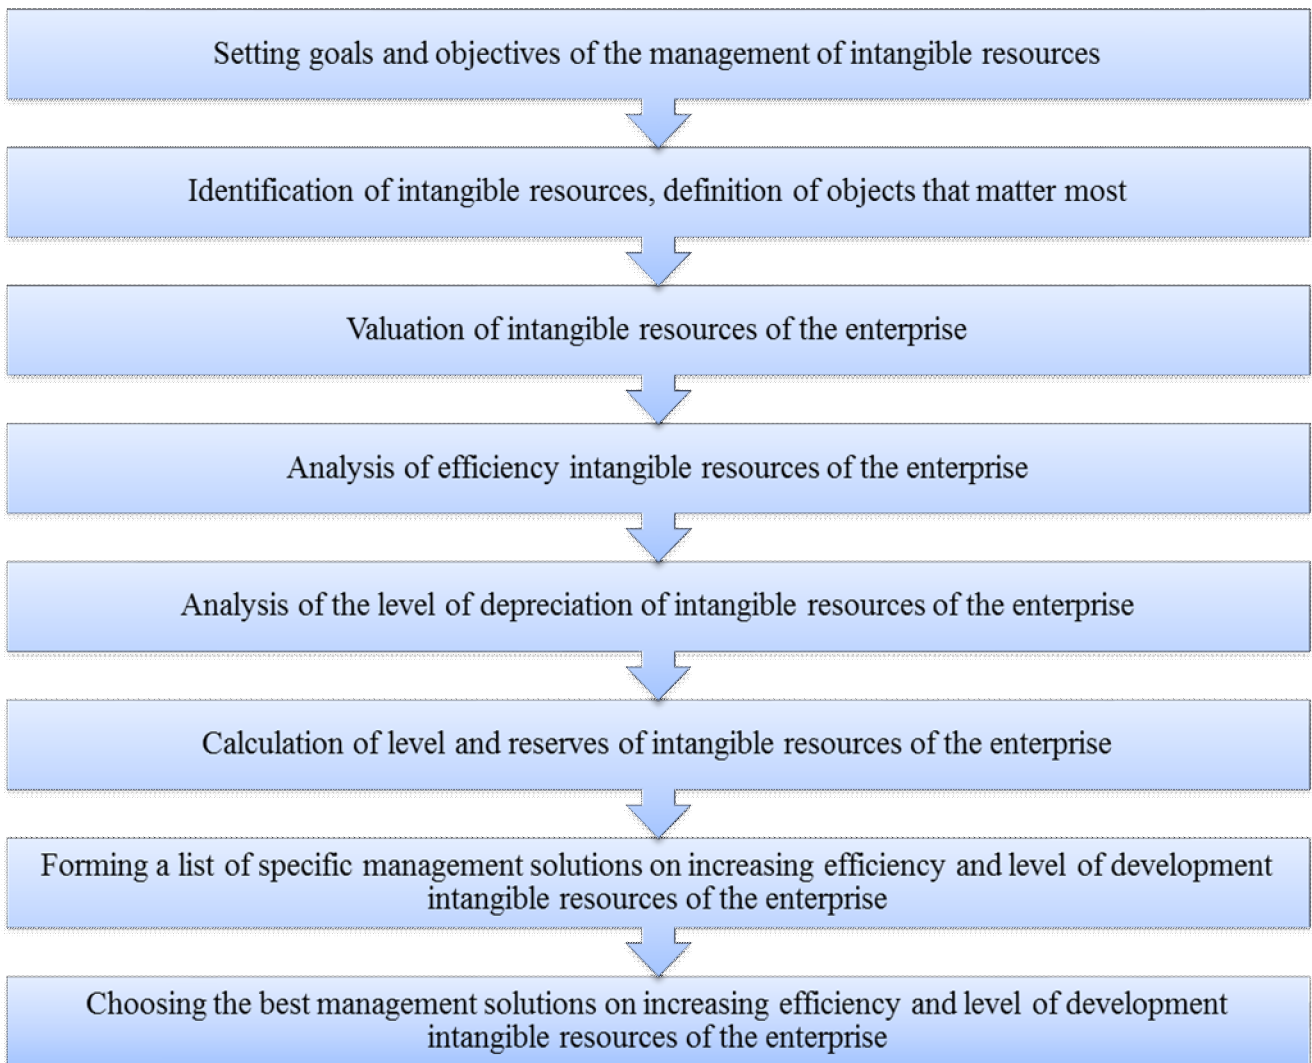 Setting goals and objectives of the management of intangible resources
Identification of intangible resources, definition of objects that matter most
Valuation of intangible resources of the enterprise
Analysis of efficiency intangible resources of the enterprise
Analysis of the level of depreciation of intangible resources of the enterprise
Calculation of level and reserves of intangible resources of the enterprise
Forming a list of specific management solutions on increasing efficiency and level of development
intangible resources of the enterprise
Choosing the best management solutions on increasing efficiency and level of development
intangible resources of the enterprise